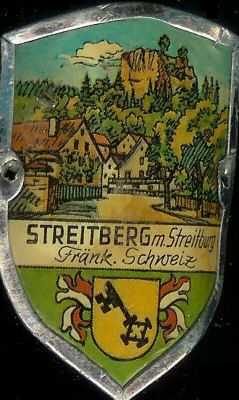 STREITBERG m. Streitburg
Fränk. Schweiz